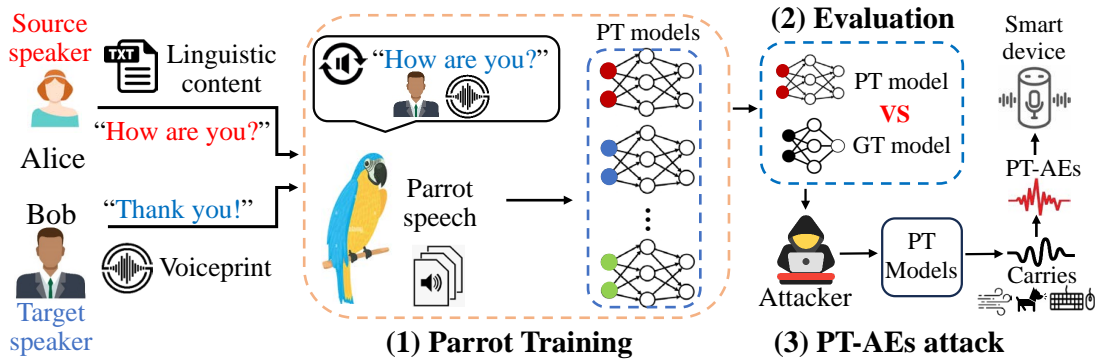 Source
speaker
TXT
Linguistic
content
“How are you?”
Alice
Bob
“Thank you!”
Voiceprint
Target
speaker
“How are you?”
Parrot
speech
PT models
(1) Parrot Training
(2) Evaluation
PT model
VS
GT model
Attacker
PT
Models
Carries
PT-AEs
Smart
device
(3) PT-AEs attack